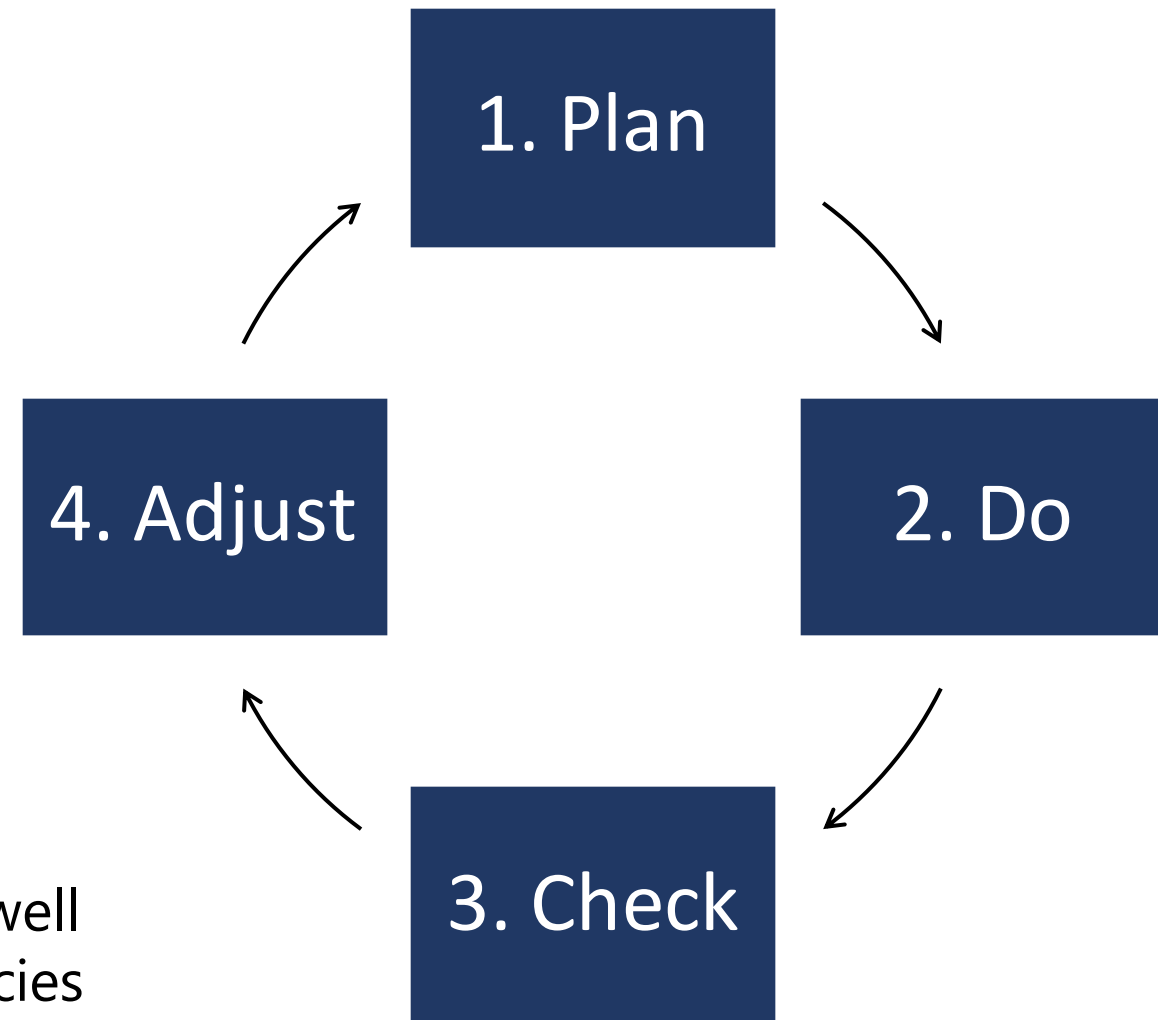 1. Plan
2. Do
3. Check
4. Adjust
well
cies